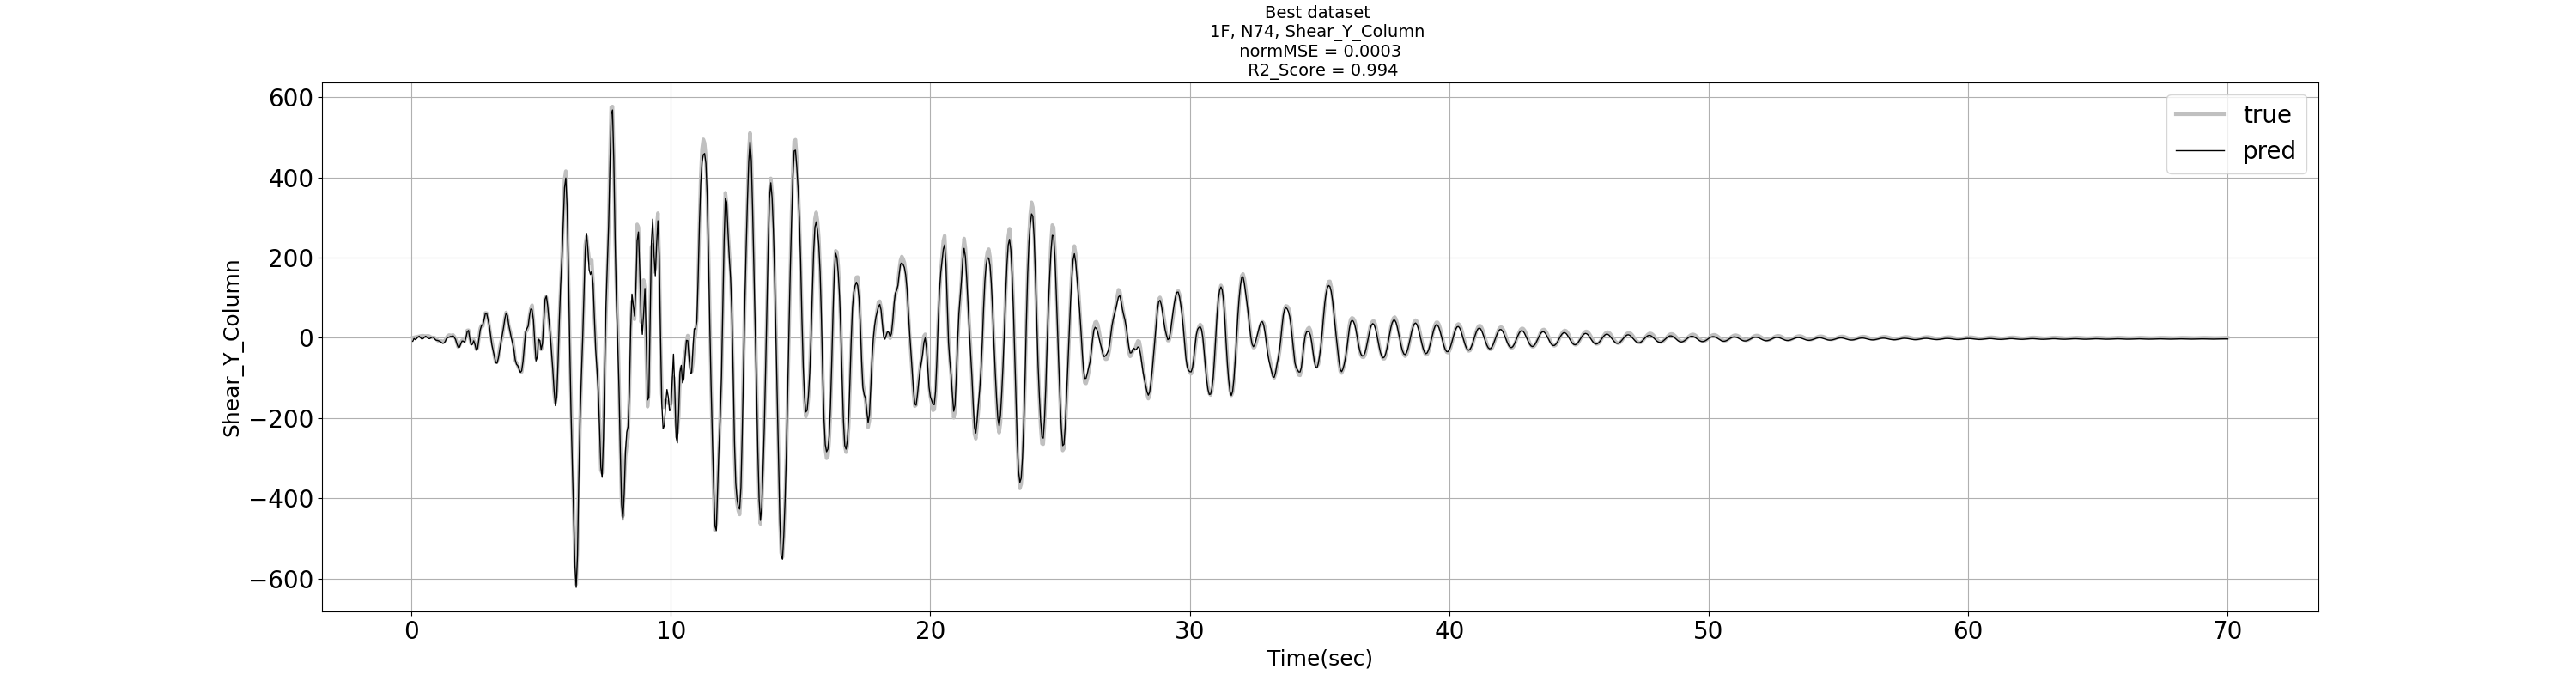 Best dataset
1F, N74, Shear_Y_Column
normMSE = 0.0003
R2_Score = 0.994
600
400
200
0
−200
−400
−600
Shear_Y_Column
true
pred
0 10 20 30 40 50 60 70
Time(sec)